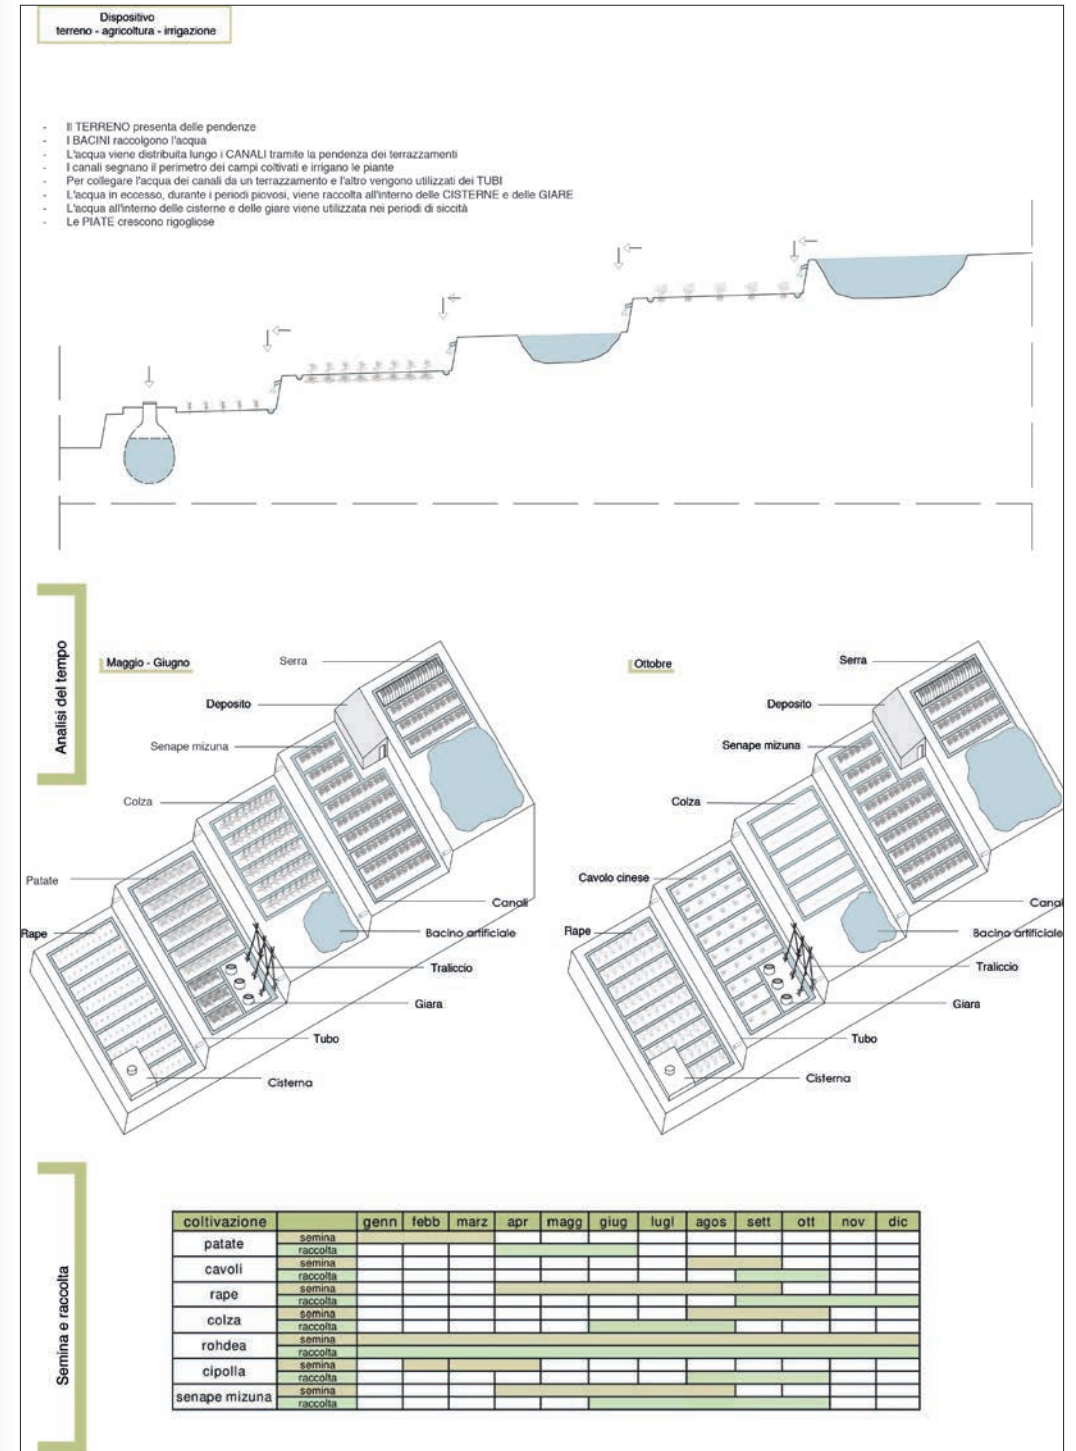 Dispositivo
terreno - agricoltura - irrigazione
- Il TERRENO presenta delle pendenze
- I BACINI raccolgono l'acqua
- L'acqua viene distribuita lungo i CANALI tramite la pendenza dei terrazzamenti
- I canali segnano il perimetro dei campi coltivati e irrigano le piante
- Per collegare l'acqua dei canali da un terrazzamento e l'altro vengono utilizzati dei TUBI
- L'acqua in eccesso, durante i periodi piovosi, viene raccolta all'interno delle CISTERNE e delle GIARE
- L'acqua all'interno delle cisterne e delle giare viene utilizzata nei periodi di siccità
- Le PIATE crescono rigogliose
Analisi del tempo
Maggio - Giugno
Serra
Deposito
Senape mizuna
Colza
Patate
Rape
Canali
Bacino artificiale
Traliccio
Giara
Tubo
Cisterna
Ottobre
Serra
Deposito
Senape mizuna
Colza
Cavolo cinese
Rape
Canal
Bacino artificiale
Traliccio
Giara
Tubo
Cisterna
Semina e raccolta
coltivazione genn febb marz apr magg giug lugl agos sett ott nov dic
patate semina
raccolta
cavoli semina
raccolta
rape semina
raccolta
colza semina
raccolta
rohdea semina
raccolta
cipolla semina
raccolta
senape mizuna semina
raccolta